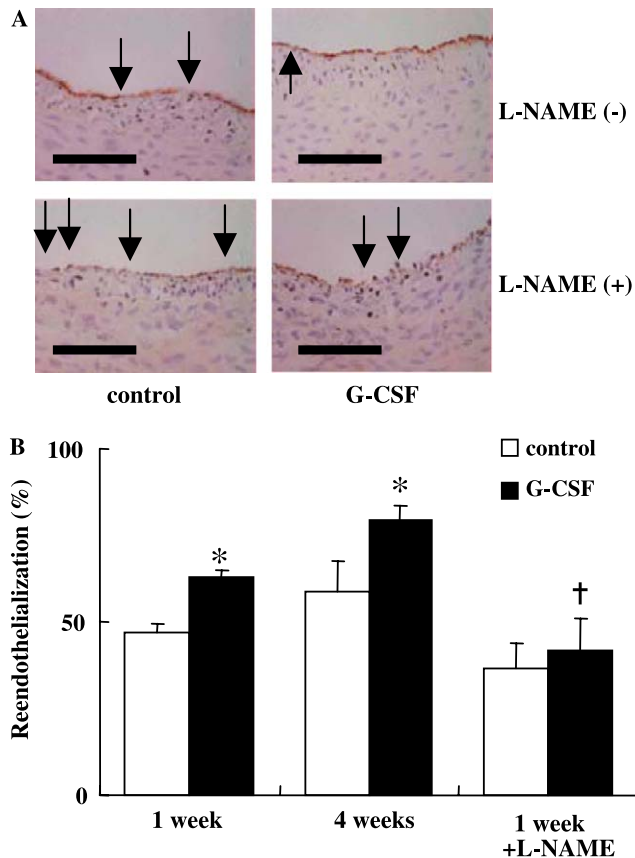 A
L-NAME (-)
L-NAME (+)
control
G-CSF
B
Reendothelialization (%)
100
50
0
control
G-CSF
*
*
†
1 week
4 weeks
1 week
+L-NAME